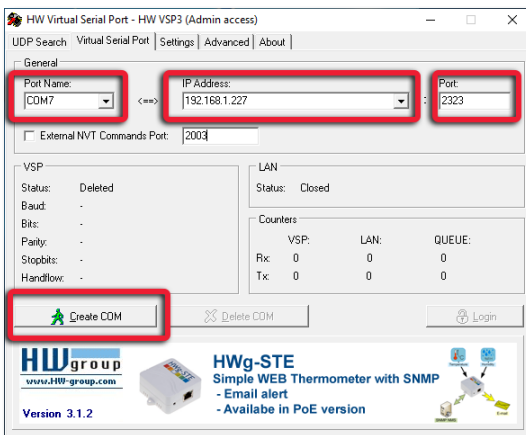 HW Virtual Serial Port - HW VSP3 (Admin access)
UDP Search Virtual Serial Port Settings Advanced About
General
Port Name: IP Address: Port:
COM7 <==> 192.168.1.227 : 2323
External NVT Commands Port: 2003
VSP LAN
Status: Deleted Status: Closed
Baud: -
Bits: - Counters
Parity: - VSP: LAN: QUEUE:
Stopbits: - Rx: 0 0 0
Handflow: - Tx: 0 0 0
Create COM Delete COM Login
HW group
www.HW-group.com
Version 3.1.2
HWg-STE
Simple WEB Thermometer with SNMP
- Email alert
- Availabe in PoE version
HWg-STE